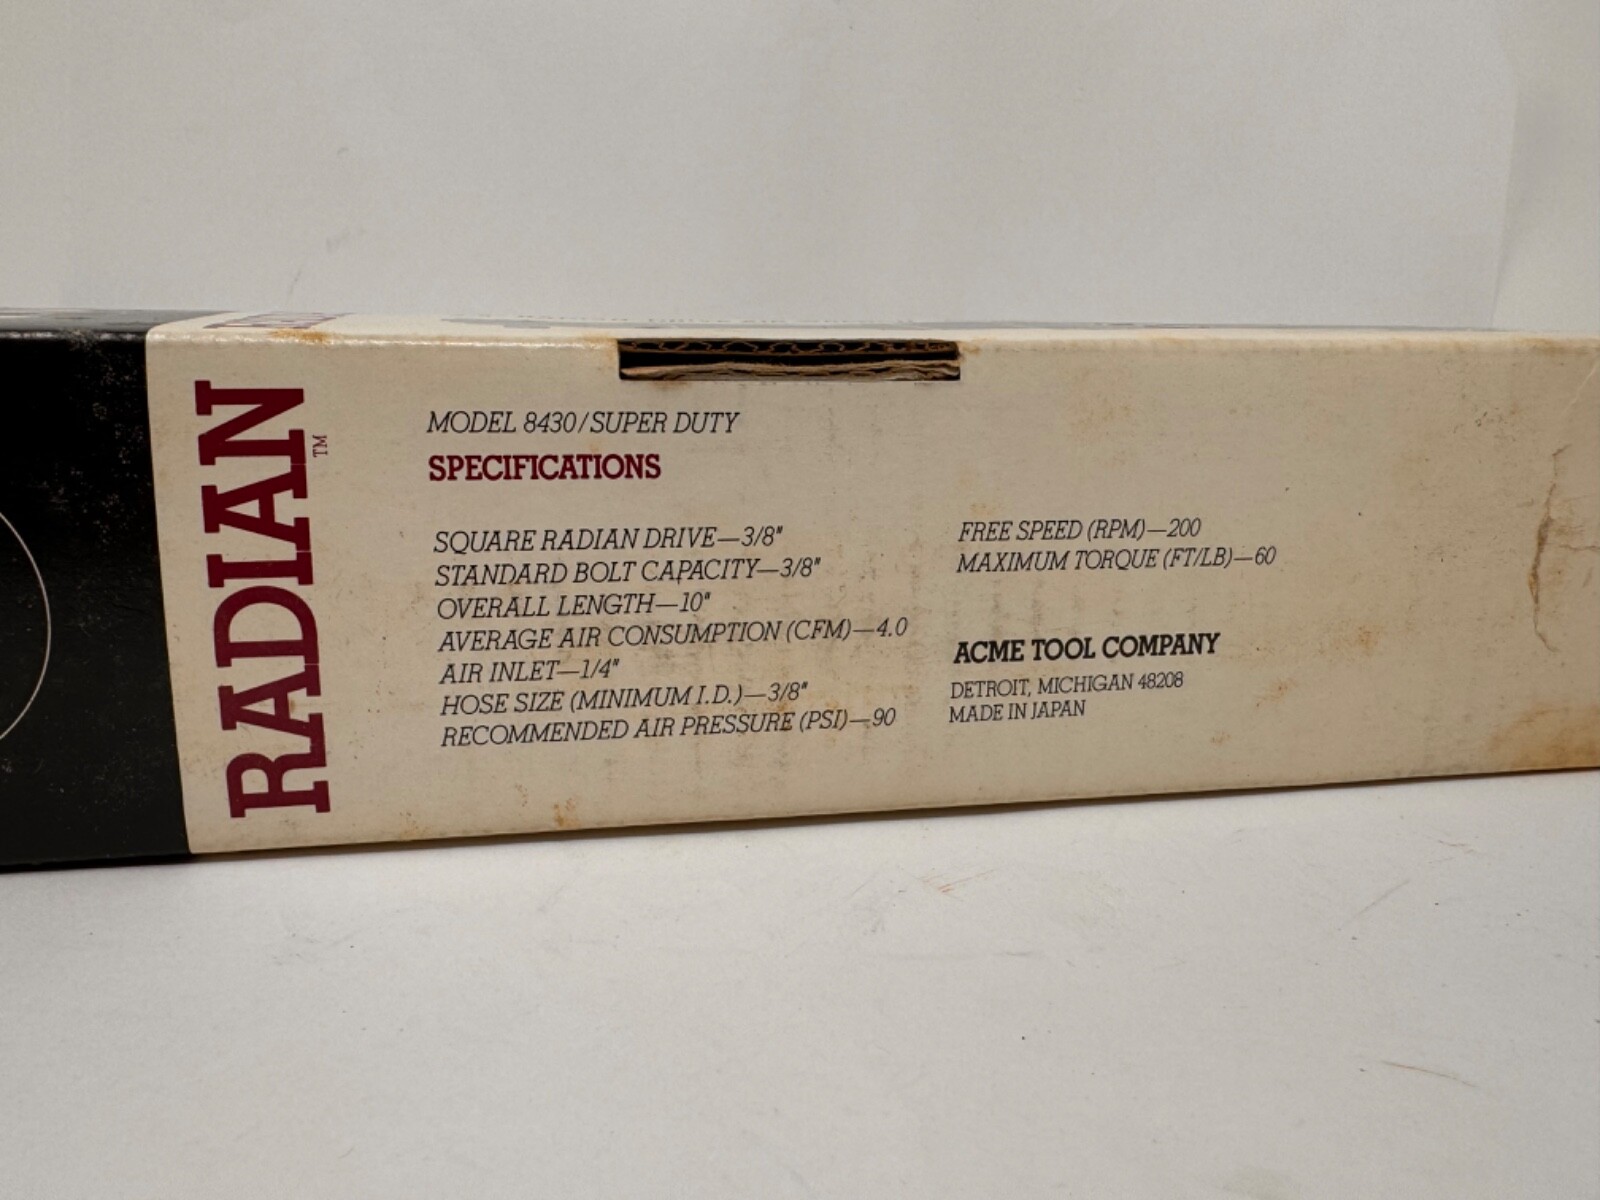 RADIAN
TM
MODEL 8430/SUPER DUTY
SPECIFICATIONS
SQUARE RADIAN DRIVE—3/8"
STANDARD BOLT CAPACITY—3/8"
OVERALL LENGTH—10"
AVERAGE AIR CONSUMPTION (CFM)—4.0
AIR INLET—1/4"
HOSE SIZE (MINIMUM I.D.)—3/8"
RECOMMENDED AIR PRESSURE (PSI)—90
FREE SPEED (RPM)—200
MAXIMUM TORQUE (FT/LB)—60
ACME TOOL COMPANY
DETROIT, MICHIGAN 48208
MADE IN JAPAN